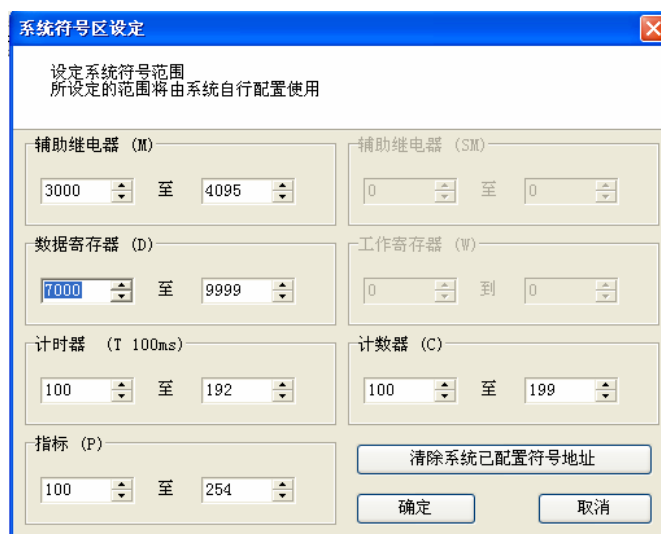 系统符号区设定
设定系统符号范围
所设定的范围将由系统自行配置使用
辅助继电器 (M)
3000 至 4095
辅助继电器 (SM)
0 至 0
数据寄存器 (D)
7000 至 9999
工作寄存器 (W)
0 到 0
计时器 (T 100ms)
100 至 192
计数器 (C)
100 至 199
指标 (P)
100 至 254
清除系统已配置符号地址
确定 取消